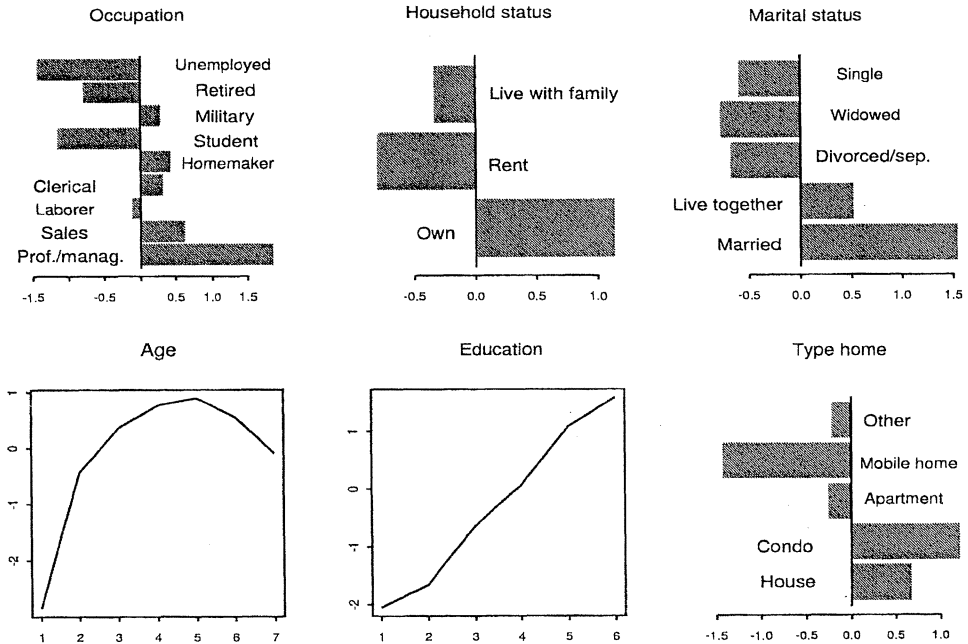 Occupation
Unemployed
Retired
Military
Student
Homemaker
Clerical
Laborer
Sales
Prof./manag.
-1.5 -0.5 0.5 1.0 1.5
Household status
Live with family
Rent
Own
-0.5 0.0 0.5 1.0
Marital status
Single
Widowed
Divorced/sep.
Live together
Married
-0.5 0.0 0.5 1.0 1.5
Age
1
0
-1
-2
1 2 3 4 5 6 7
Education
1
0
-1
-2
1 2 3 4 5 6
Type home
Other
Mobile home
Apartment
Condo
House
-1.5 -1.0 -0.5 0.0 0.5 1.0